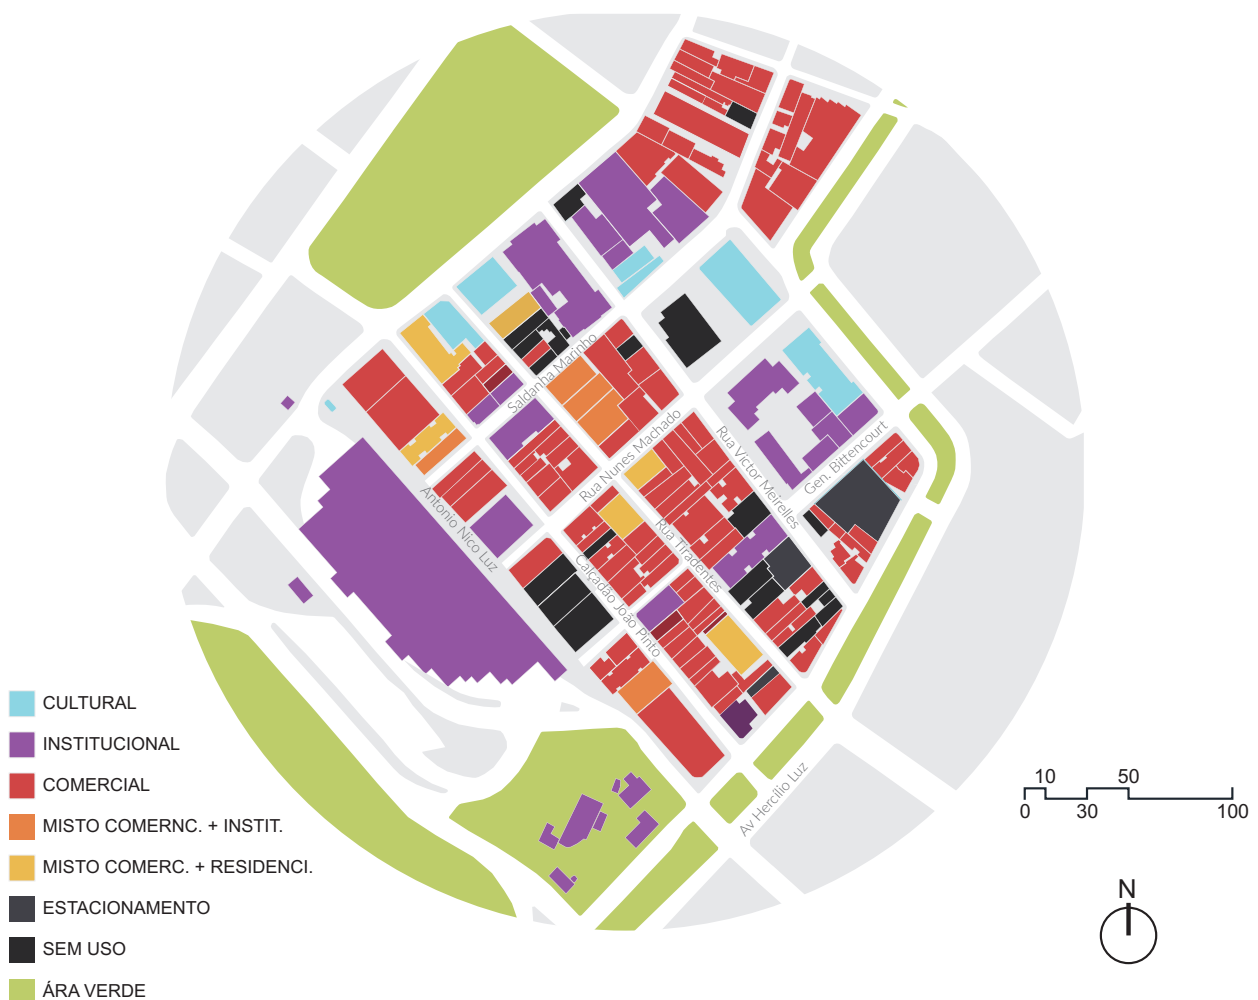 Saldanha Marinho
Rua Nunes Machado
Rua Victor Meirelles
Gen. Bittencourt
Antonio Nico Luz
Rua Tiradentes
Calçadão João Pinto
Av Hercílio Luz
CULTURAL
INSTITUCIONAL
COMERCIAL
MISTO COMERNC. + INSTIT.
MISTO COMERC. + RESIDENCI.
ESTACIONAMENTO
SEM USO
ÁRA VERDE
10 50
0 30 100
N